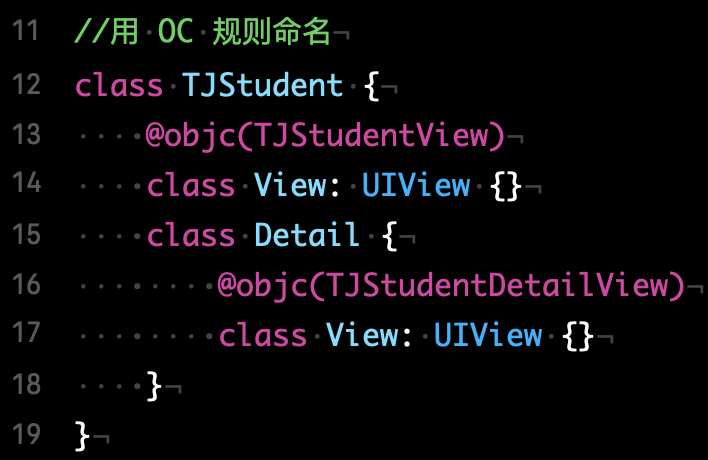 11 //用 OC 规则命名
12 class TJStudent {
13     @objc(TJStudentView)
14     class View: UIView {}
15     class Detail {
16         @objc(TJStudentDetailView)
17         class View: UIView {}
18     }
19 }